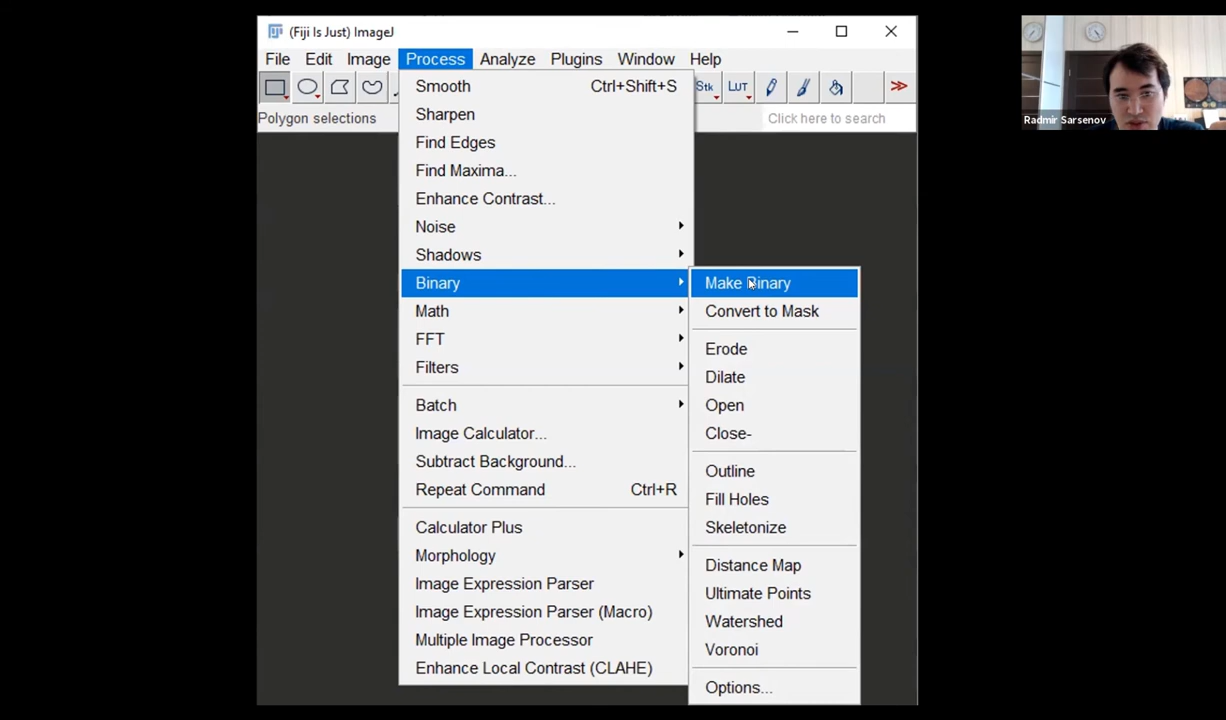 (Fiji Is Just) ImageJ
File Edit Image Process Analyze Plugins Window Help
Smooth Ctrl+Shift+S
Stk LUT
Polygon selections
Click here to search
Sharpen
Find Edges
Find Maxima...
Enhance Contrast...
Noise
Shadows
Binary
Math
FFT
Filters
Batch
Image Calculator...
Subtract Background...
Repeat Command Ctrl+R
Calculator Plus
Morphology
Image Expression Parser
Image Expression Parser (Macro)
Multiple Image Processor
Enhance Local Contrast (CLAHE)
Make Binary
Convert to Mask
Erode
Dilate
Open
Close-
Outline
Fill Holes
Skeletonize
Distance Map
Ultimate Points
Watershed
Voronoi
Options...
Radmir Sarsenov